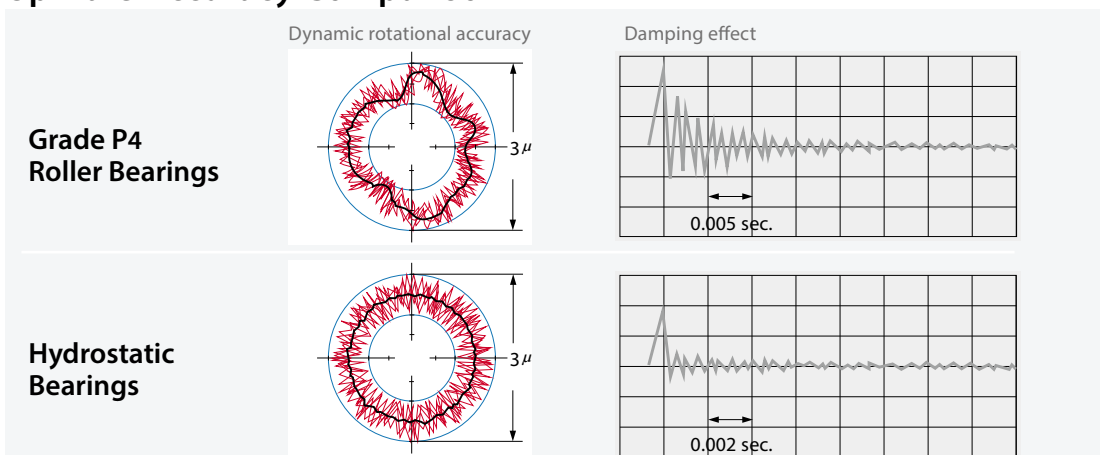 Dynamic rotational accuracy
Damping effect
Grade P4
Roller Bearings
3μ
0.005 sec.
Hydrostatic
Bearings
3μ
0.002 sec.